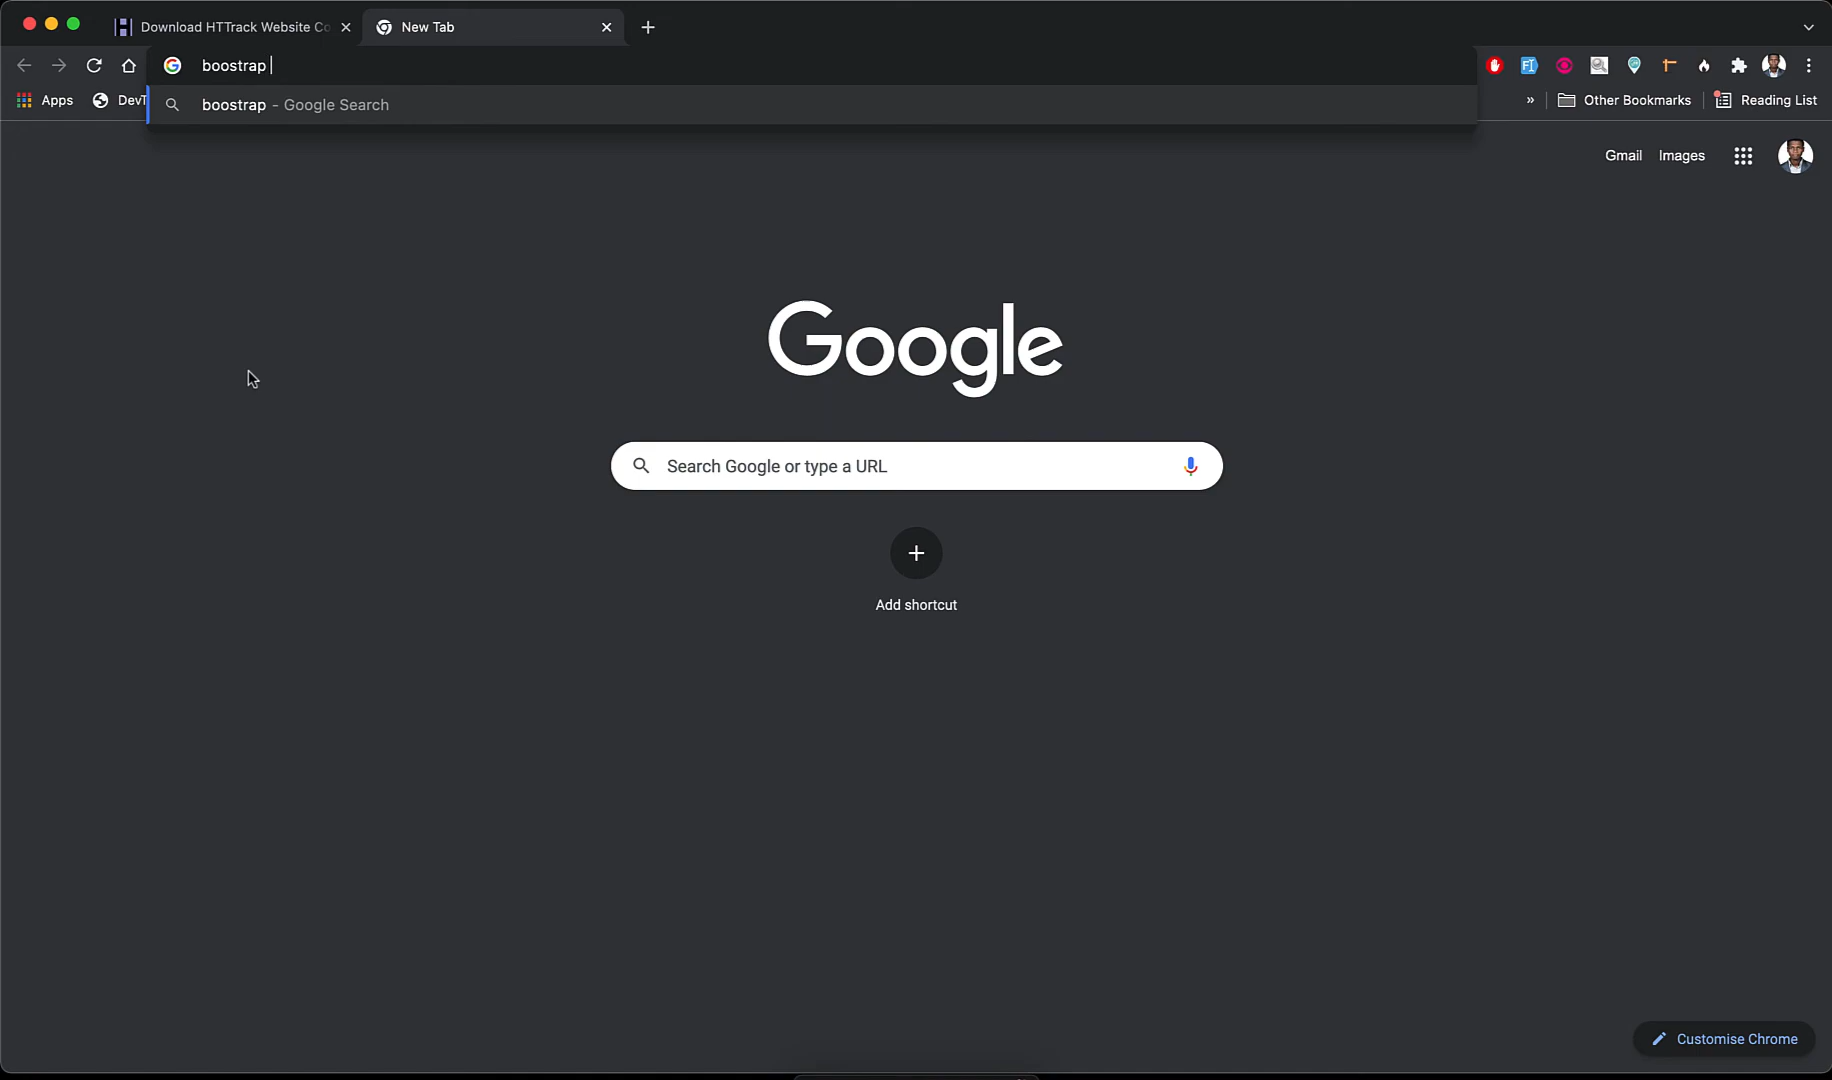 Download HTTrack Website Co
New Tab
boostrap
Apps
DevT
boostrap - Google Search
Other Bookmarks
Reading List
Gmail
Images
Google
Search Google or type a URL
Add shortcut
Customise Chrome